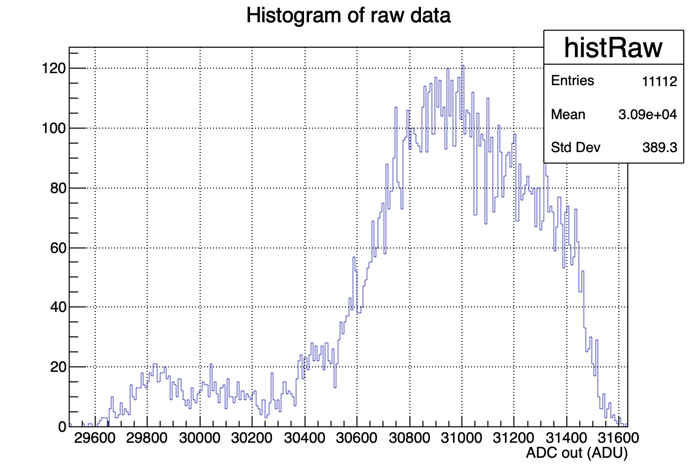 Histogram of raw data
histRaw
Entries 11112
Mean 3.09e+04
Std Dev 389.3
120
100
80
60
40
20
0
29600 29800 30000 30200 30400 30600 30800 31000 31200 31400 31600
ADC out (ADU)